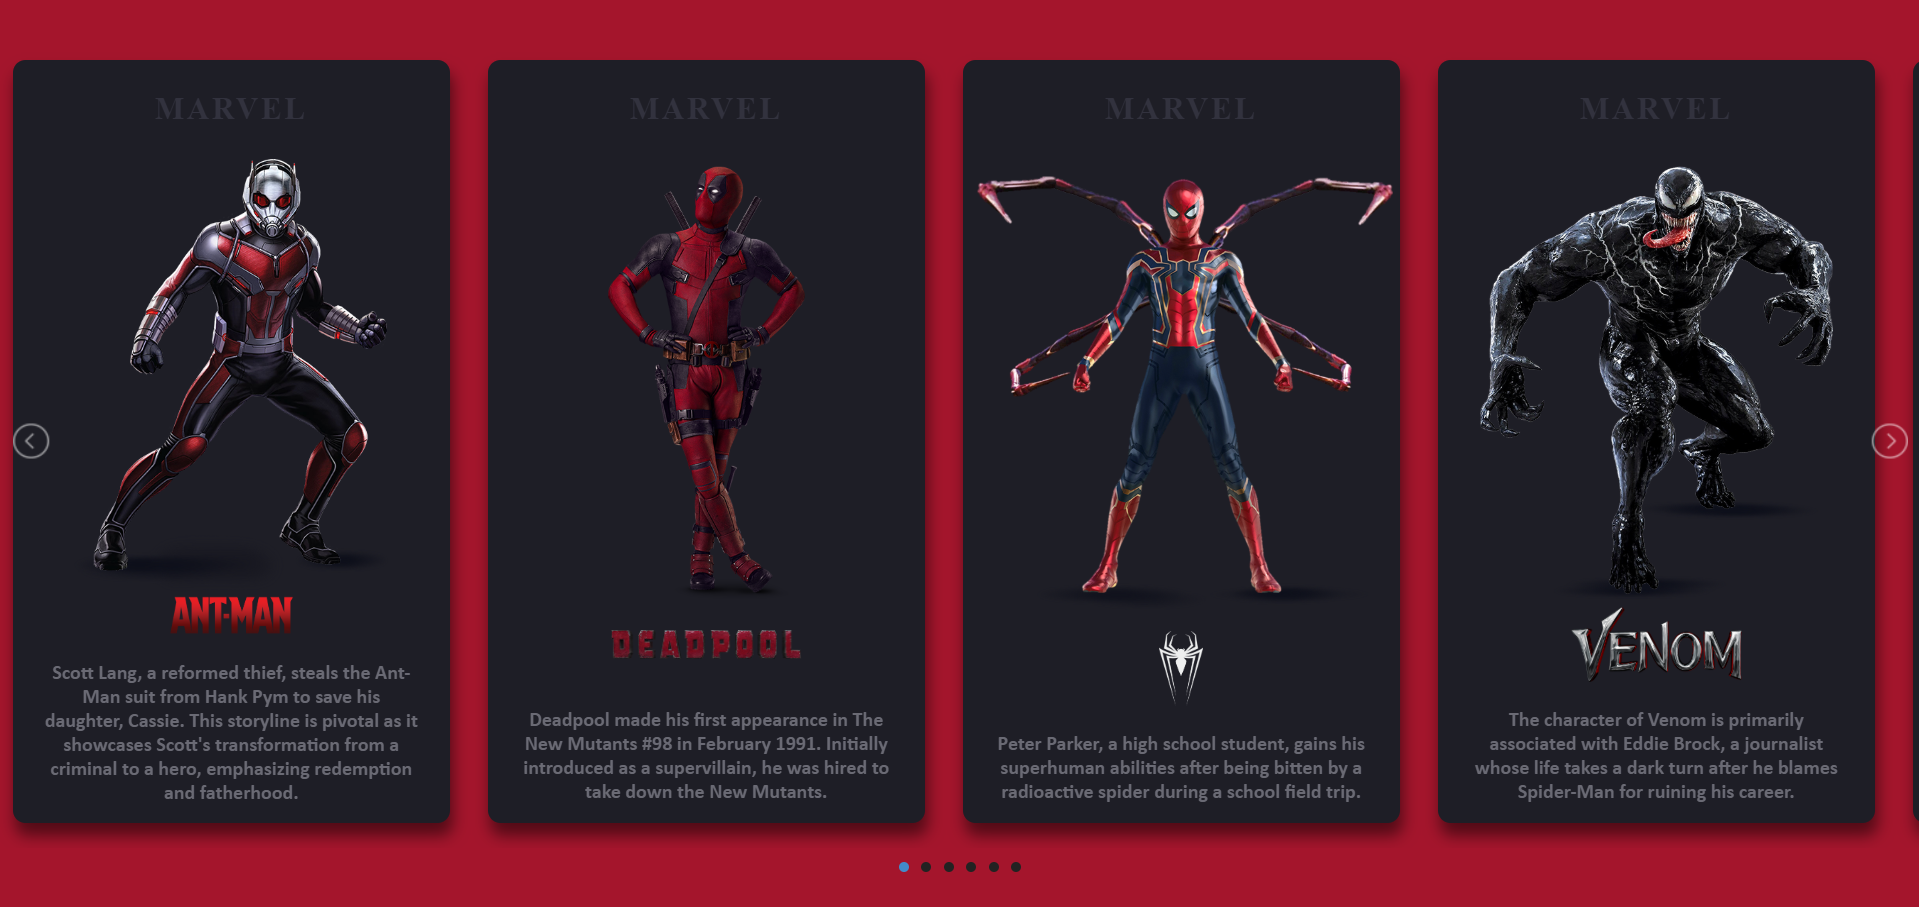 MARVEL
ANT-MAN
Scott Lang, a reformed thief, steals the Ant-
Man suit from Hank Pym to save his
daughter, Cassie. This storyline is pivotal as it
showcases Scott's transformation from a
criminal to a hero, emphasizing redemption
and fatherhood.
MARVEL
DEADPOOL
Deadpool made his first appearance in The
New Mutants #98 in February 1991. Initially
introduced as a supervillain, he was hired to
take down the New Mutants.
MARVEL
Peter Parker, a high school student, gains his
superhuman abilities after being bitten by a
radioactive spider during a school field trip.
MARVEL
VENOM
The character of Venom is primarily
associated with Eddie Brock, a journalist
whose life takes a dark turn after he blames
Spider-Man for ruining his career.